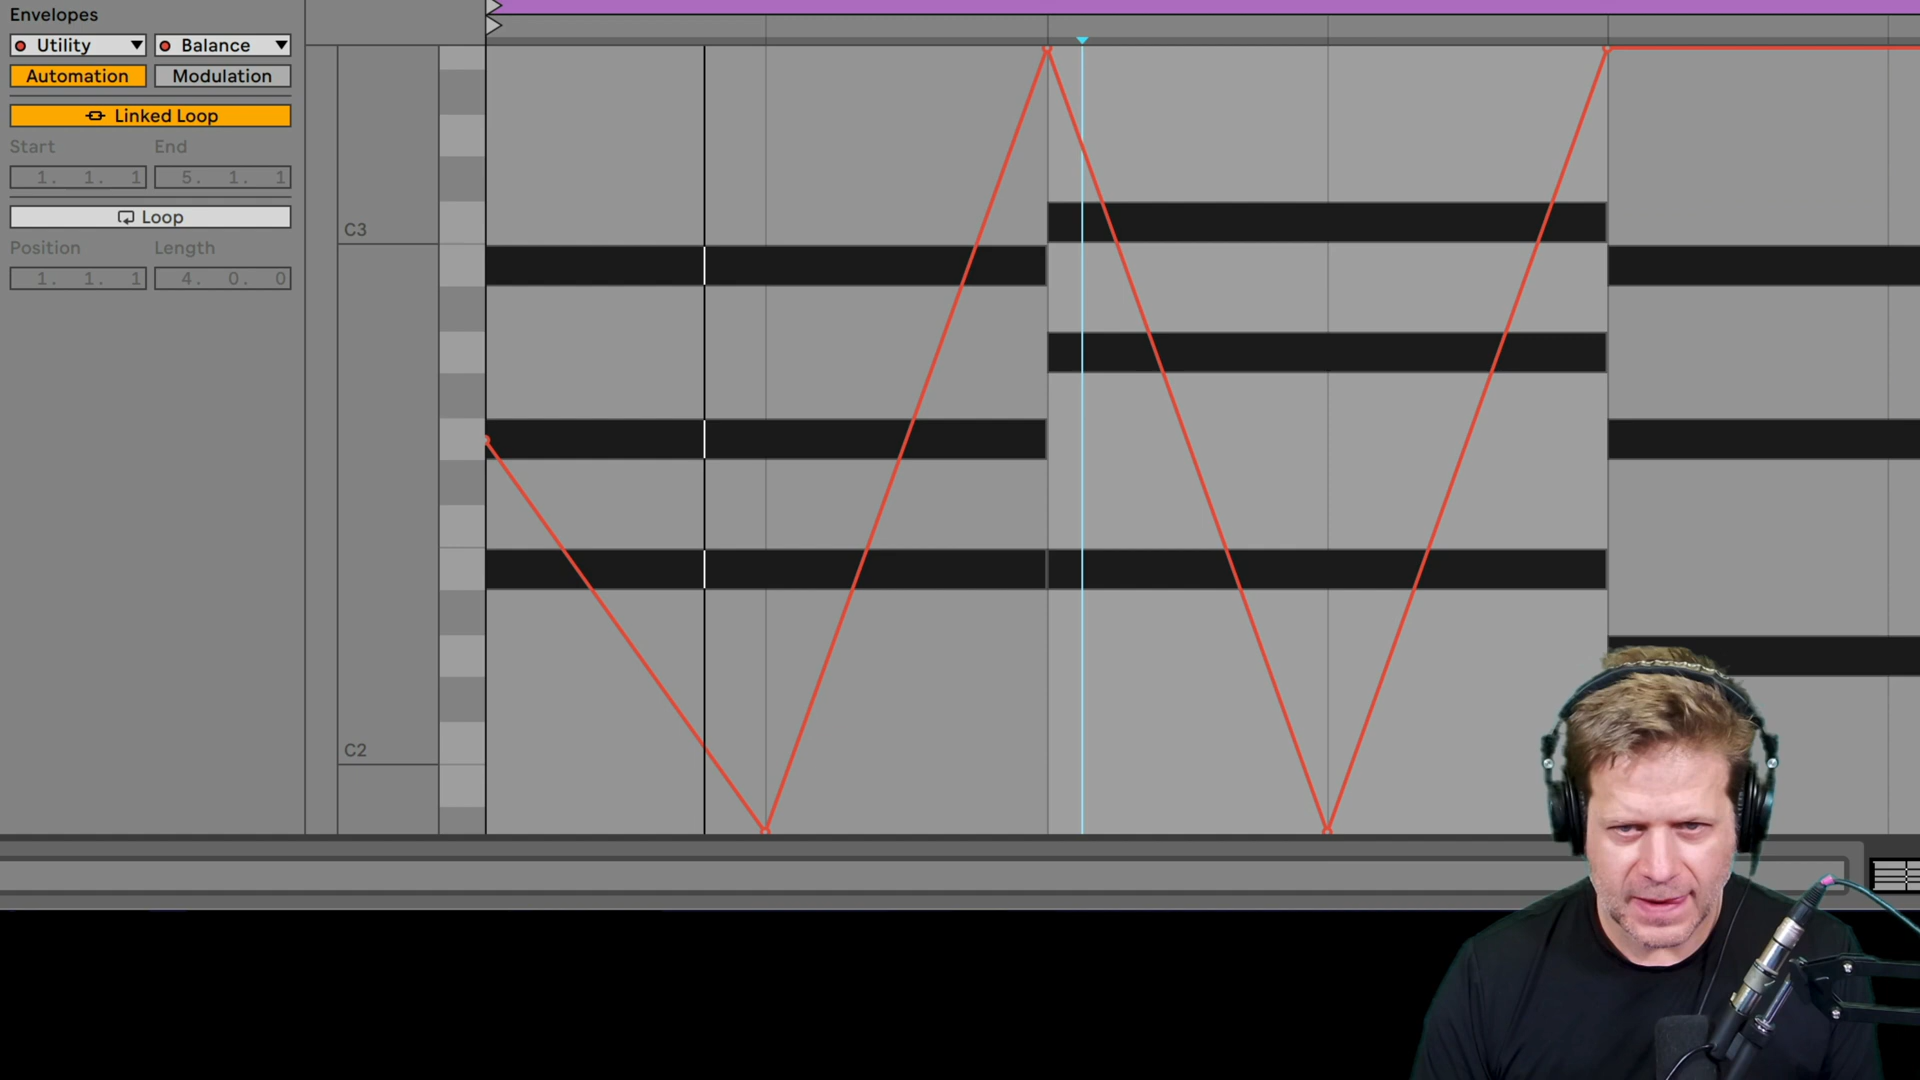 Envelopes
Utility Balance
Automation Modulation
Linked Loop
Start End
1. 1. 1 5. 1. 1
Loop
Position Length
1. 1. 1 4. 0. 0
C3
C2